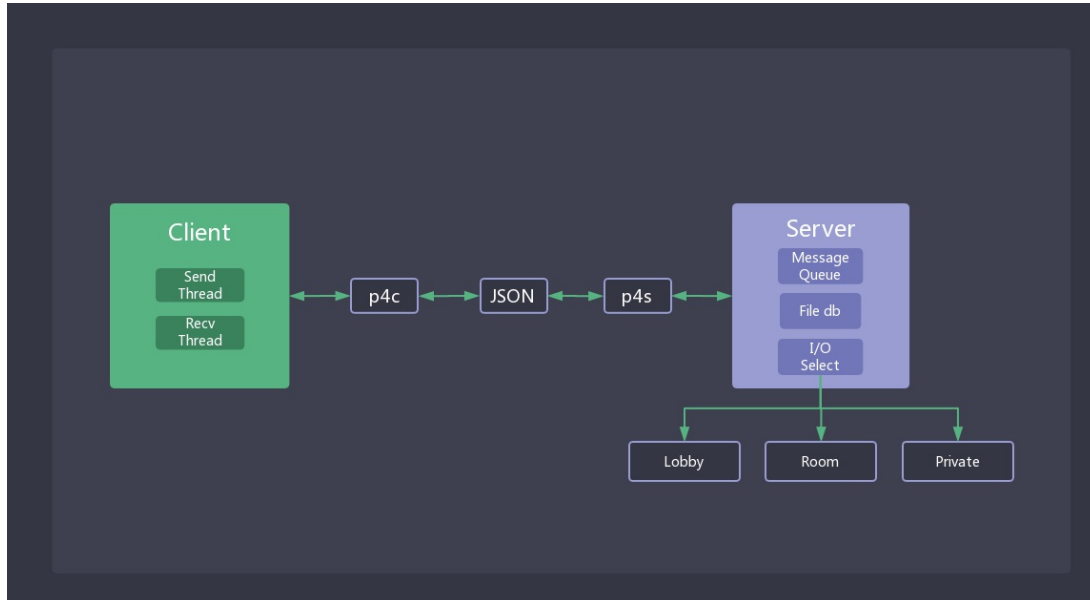 Client
Send
Thread
Recv
Thread
p4c
JSON
p4s
Server
Message
Queue
File db
I/O
Select
Lobby
Room
Private